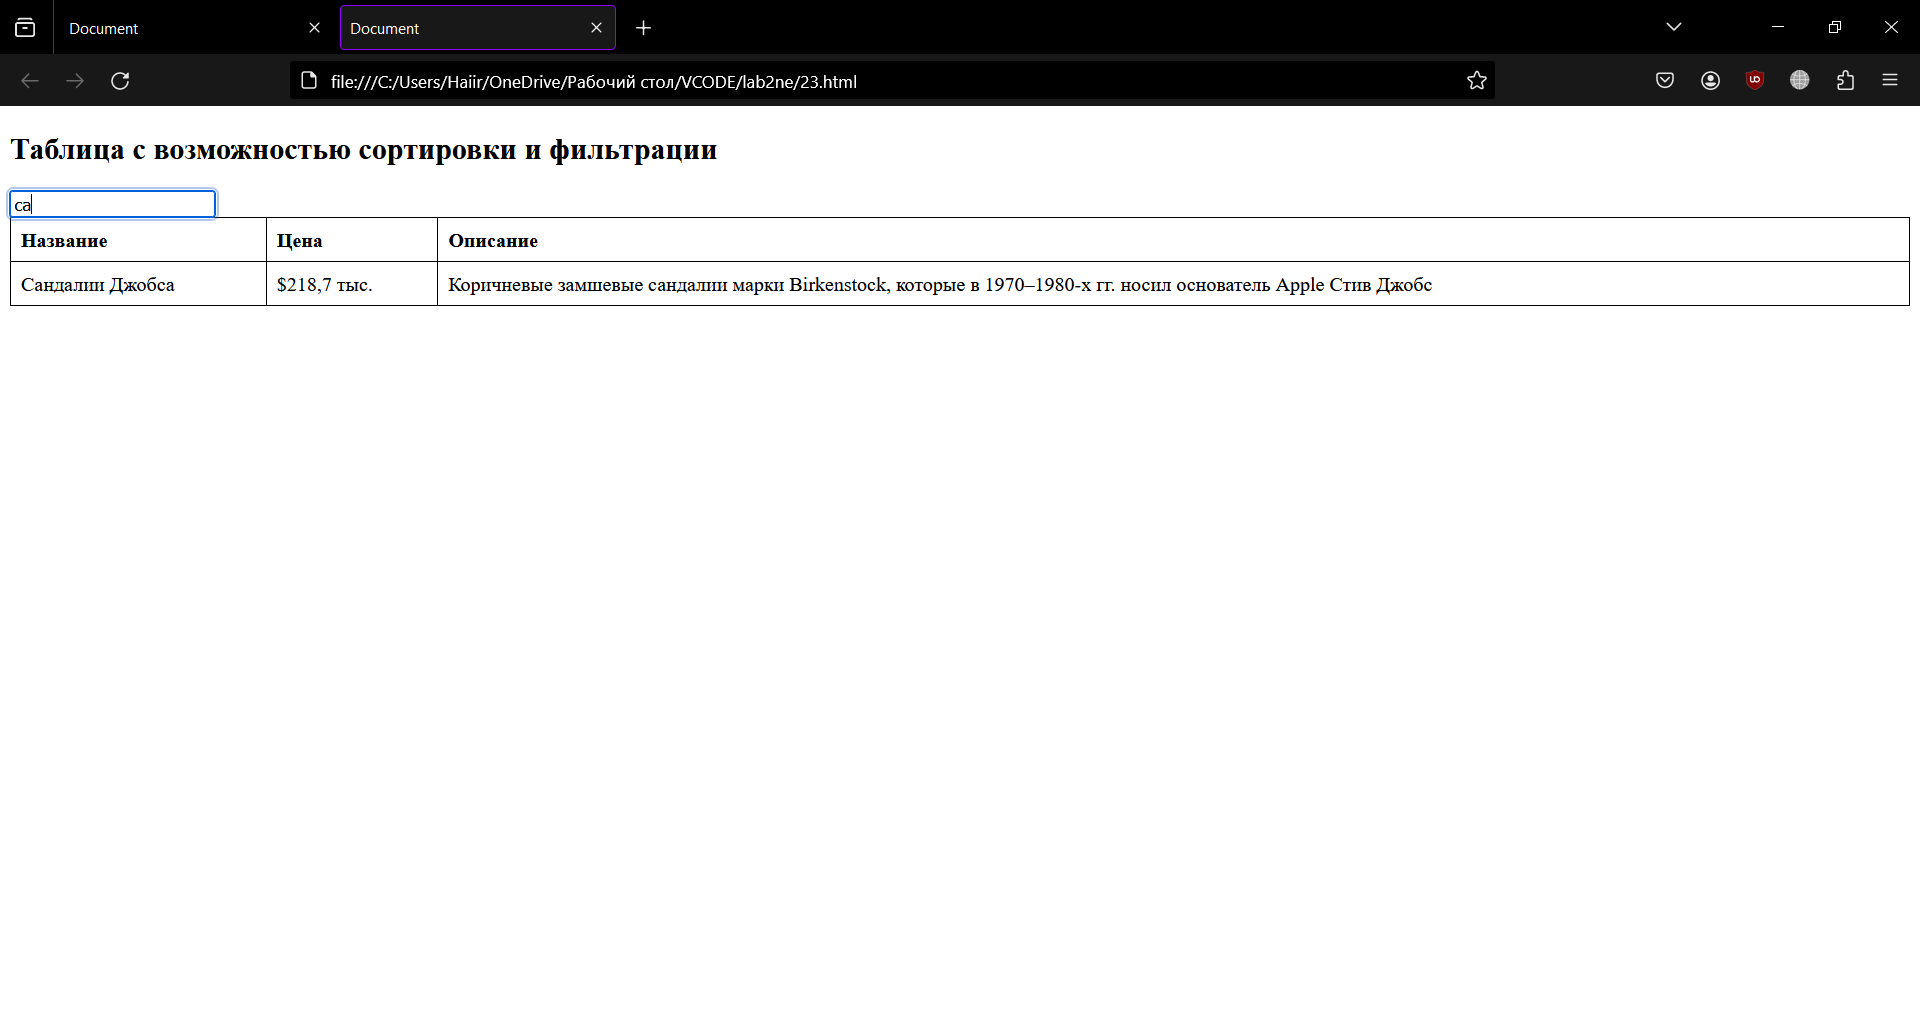 Document
Document
file:///C:/Users/Haiir/OneDrive/Рабочий стол/VCODE/lab2ne/23.html
Таблица с возможностью сортировки и фильтрации
са
Название Цена Описание
Сандалии Джобса $218,7 тыс. Коричневые замшевые сандалии марки Birkenstock, которые в 1970–1980-х гг. носил основатель Apple Стив Джобс